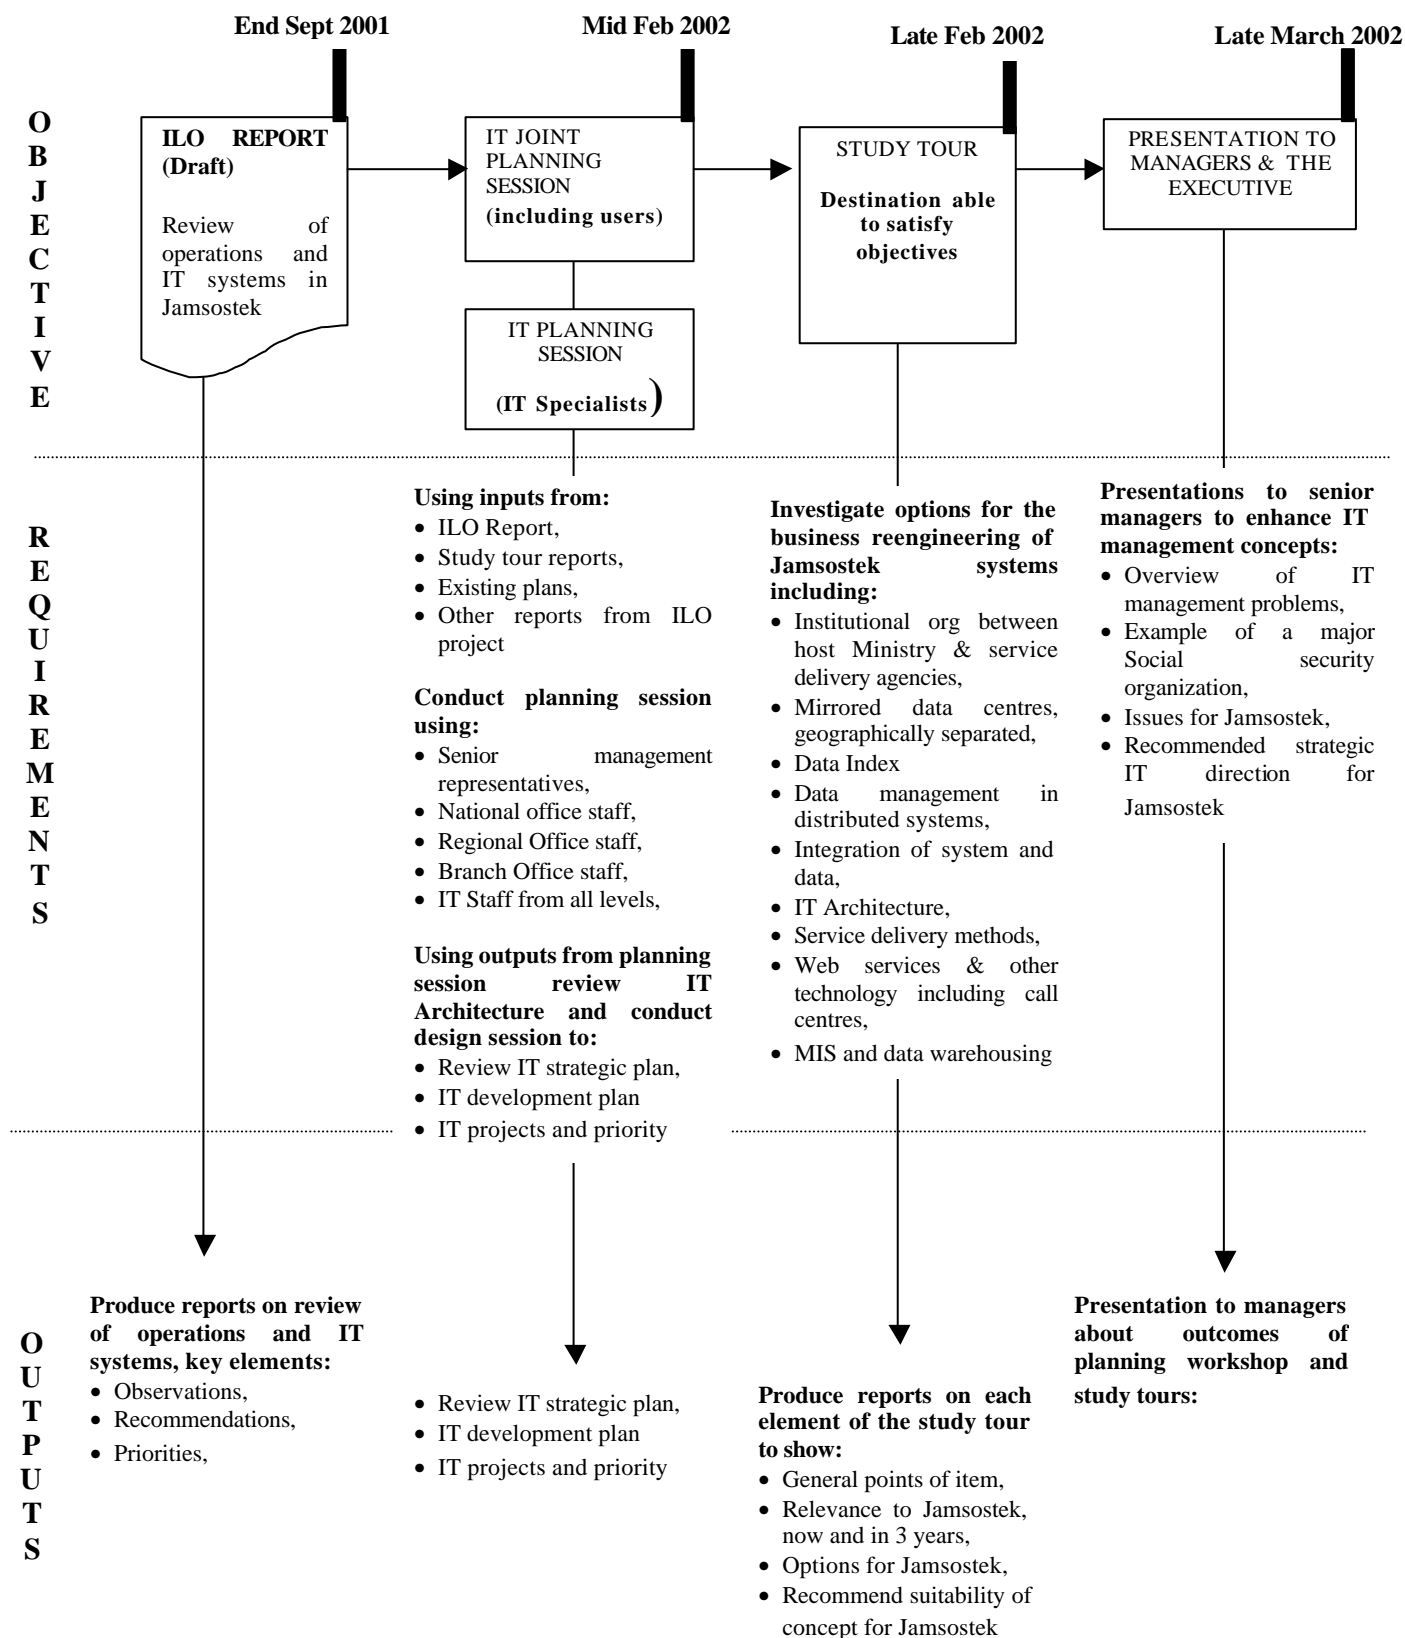 End Sept 2001
Mid Feb 2002
Late Feb 2002
Late March 2002
OBJECTIVE
ILO REPORT
(Draft)
Review of
operations and
IT systems in
Jamsostek
IT JOINT
PLANNING
SESSION
(including users)
IT PLANNING
SESSION
(IT Specialists)
STUDY TOUR
Destination able
to satisfy
objectives
PRESENTATION TO
MANAGERS & THE
EXECUTIVE
REQUIREMENTS
Using inputs from:
• ILO Report,
• Study tour reports,
• Existing plans,
• Other reports from ILO
project
Conduct planning session
using:
• Senior management
representatives,
• National office staff,
• Regional Office staff,
• Branch Office staff,
• IT Staff from all levels,
Using outputs from planning
session review IT
Architecture and conduct
design session to:
• Review IT strategic plan,
• IT development plan
• IT projects and priority
Investigate options for the
business reengineering of
Jamsostek systems
including:
• Institutional org between
host Ministry & service
delivery agencies,
• Mirrored data centres,
geographically separated,
• Data Index
• Data management in
distributed systems,
• Integration of system and
data,
• IT Architecture,
• Service delivery methods,
• Web services & other
technology including call
centres,
• MIS and data warehousing
Presentations to senior
managers to enhance IT
management concepts:
• Overview of IT
management problems,
• Example of a major
Social security
organization,
• Issues for Jamsostek,
• Recommended strategic
IT direction for
Jamsostek
OUTPUTS
Produce reports on review
of operations and IT
systems, key elements:
• Observations,
• Recommendations,
• Priorities,
• Review IT strategic plan,
• IT development plan
• IT projects and priority
Produce reports on each
element of the study tour
to show:
• General points of item,
• Relevance to Jamsostek,
now and in 3 years,
• Options for Jamsostek,
• Recommend suitability of
concept for Jamsostek
Presentation to managers
about outcomes of
planning workshop and
study tours: